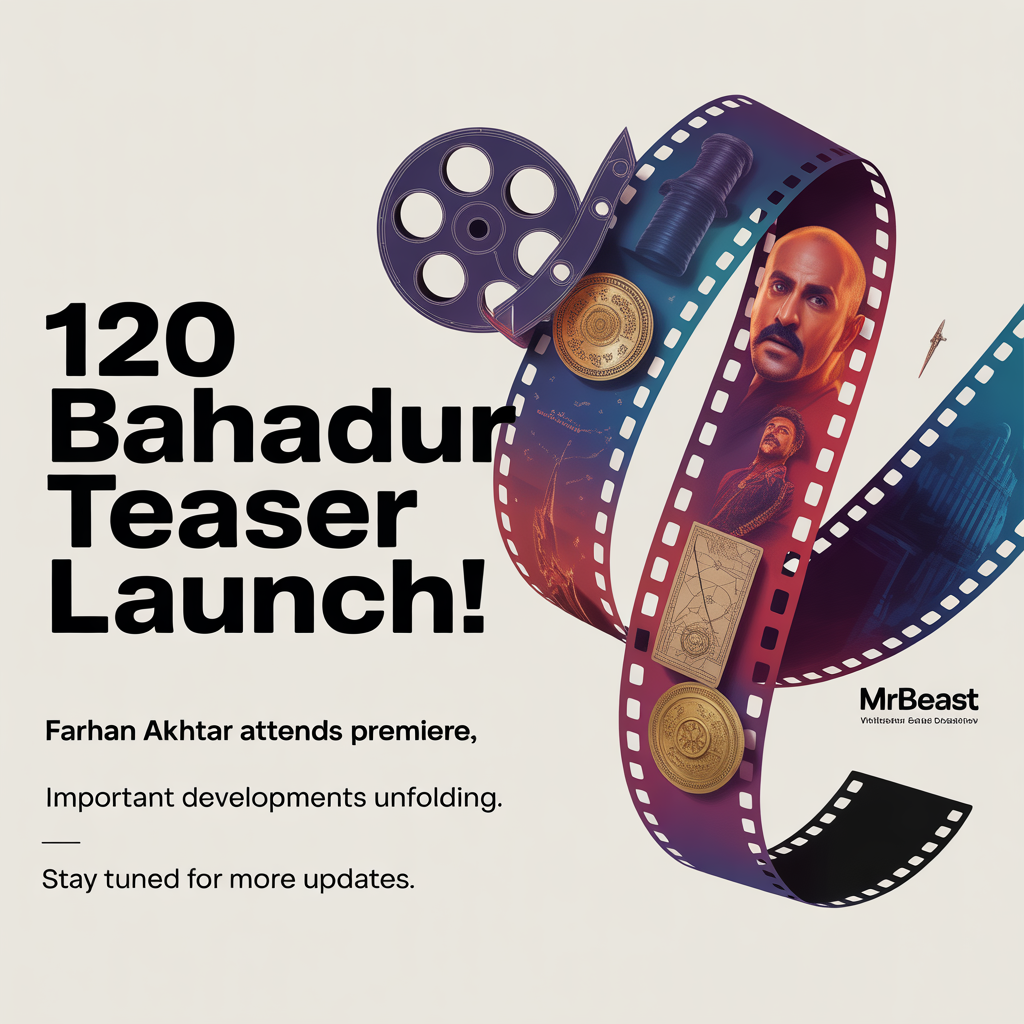 120
Bahadur
Teaser
Launch!
Farhan Akhtar attends premiere,
Important developments unfolding.
Stay tuned for more updates.
MrBeast